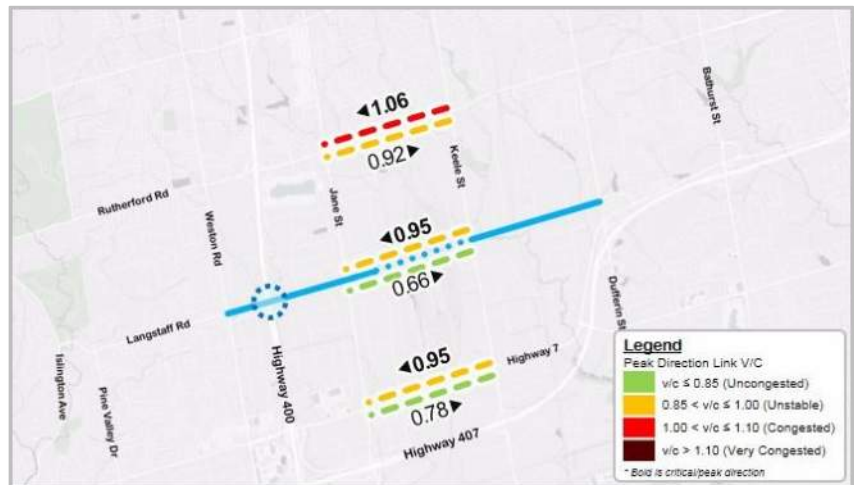 Bathurst St
◄1.06
0.92►
Keele St
Rutherford Rd
Jane St
Weston Rd
◄0.95
0.66►
Langstaff Rd
Dufferin St
Highway 400
Islington Ave
Pine Valley Dr
◄0.95
0.78►
Highway 7
Highway 407
Legend
Peak Direction Link V/C
v/c ≤ 0.85 (Uncongested)
0.85 < v/c ≤ 1.00 (Unstable)
1.00 < v/c ≤ 1.10 (Congested)
v/c > 1.10 (Very Congested)
* Bold is critical/peak direction